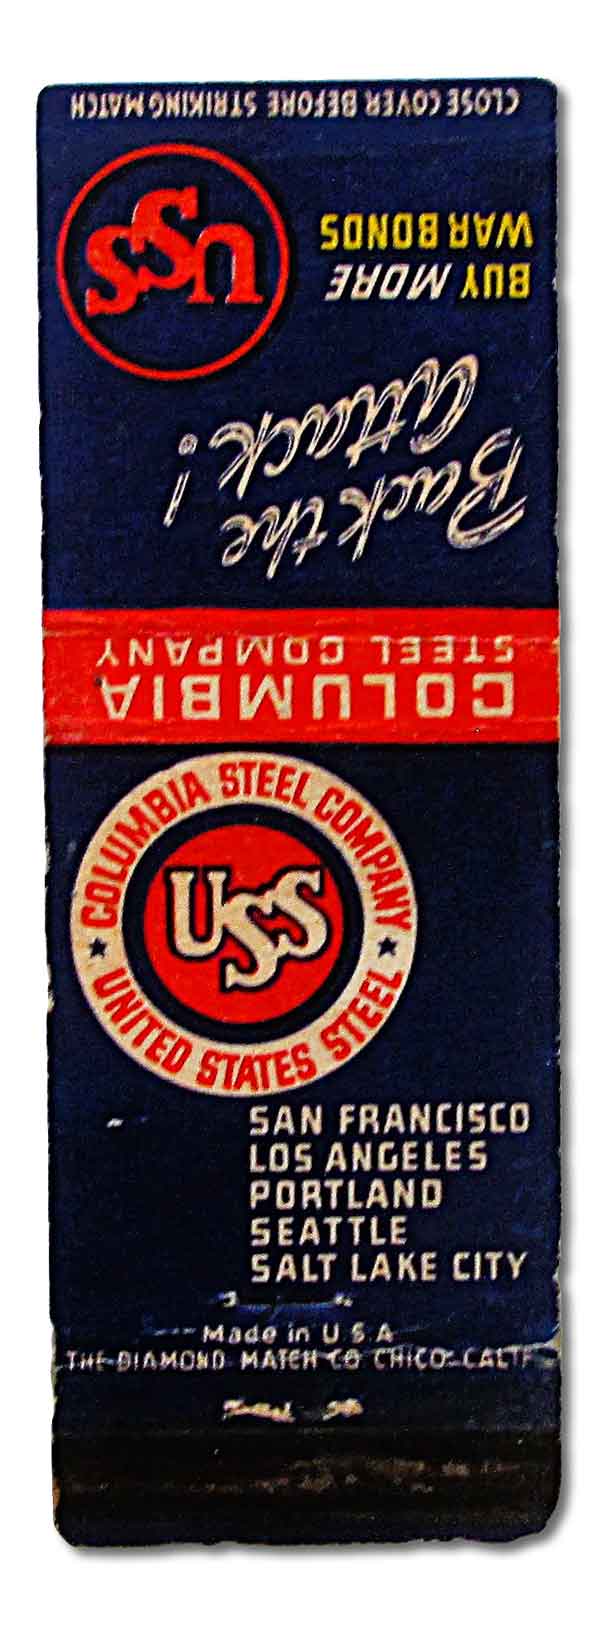 CLOSE COVER BEFORE STRIKING MATCH
BUY MORE
WAR BONDS
USS
Back the
attack!
COLUMBIA
STEEL COMPANY
COLUMBIA STEEL COMPANY
USS
★ UNITED STATES STEEL ★
SAN FRANCISCO
LOS ANGELES
PORTLAND
SEATTLE
SALT LAKE CITY
Made in U S A
THE DIAMOND MATCH CO CHICO CALIF